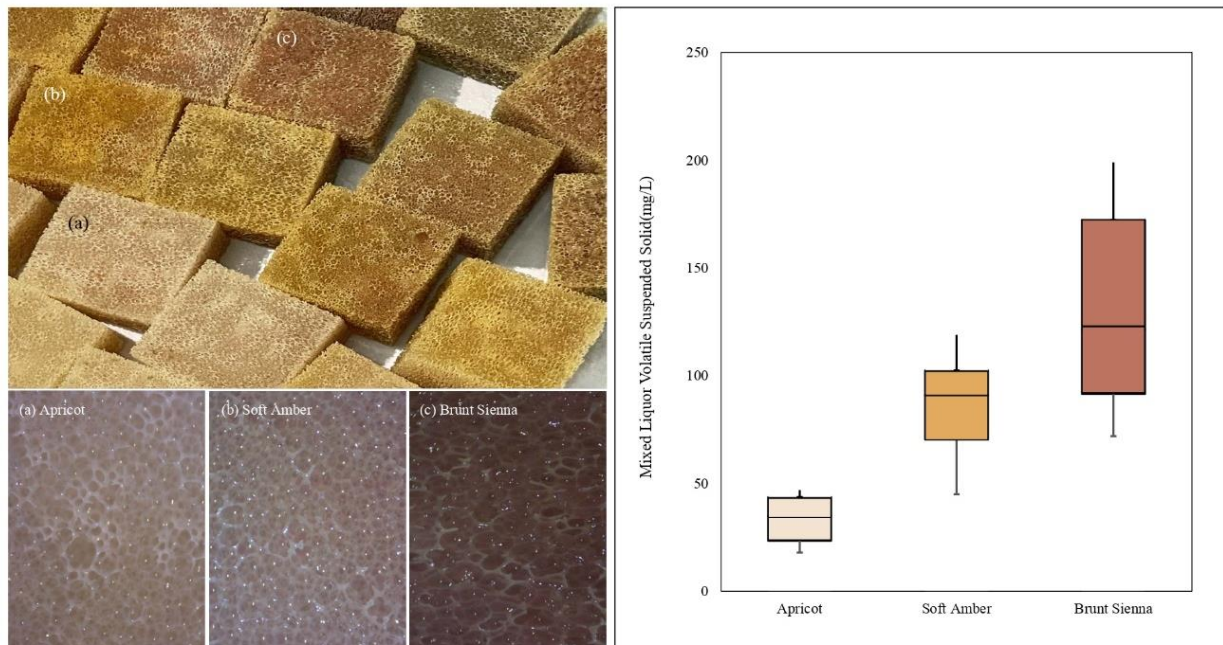 (c)
(b)
(a)
(a) Apricot
(b) Soft Amber
(c) Brunt Sienna
Mixed Liquor Volatile Suspended Solid(mg/L)
250
200
150
100
50
0
Apricot
Soft Amber
Brunt Sienna